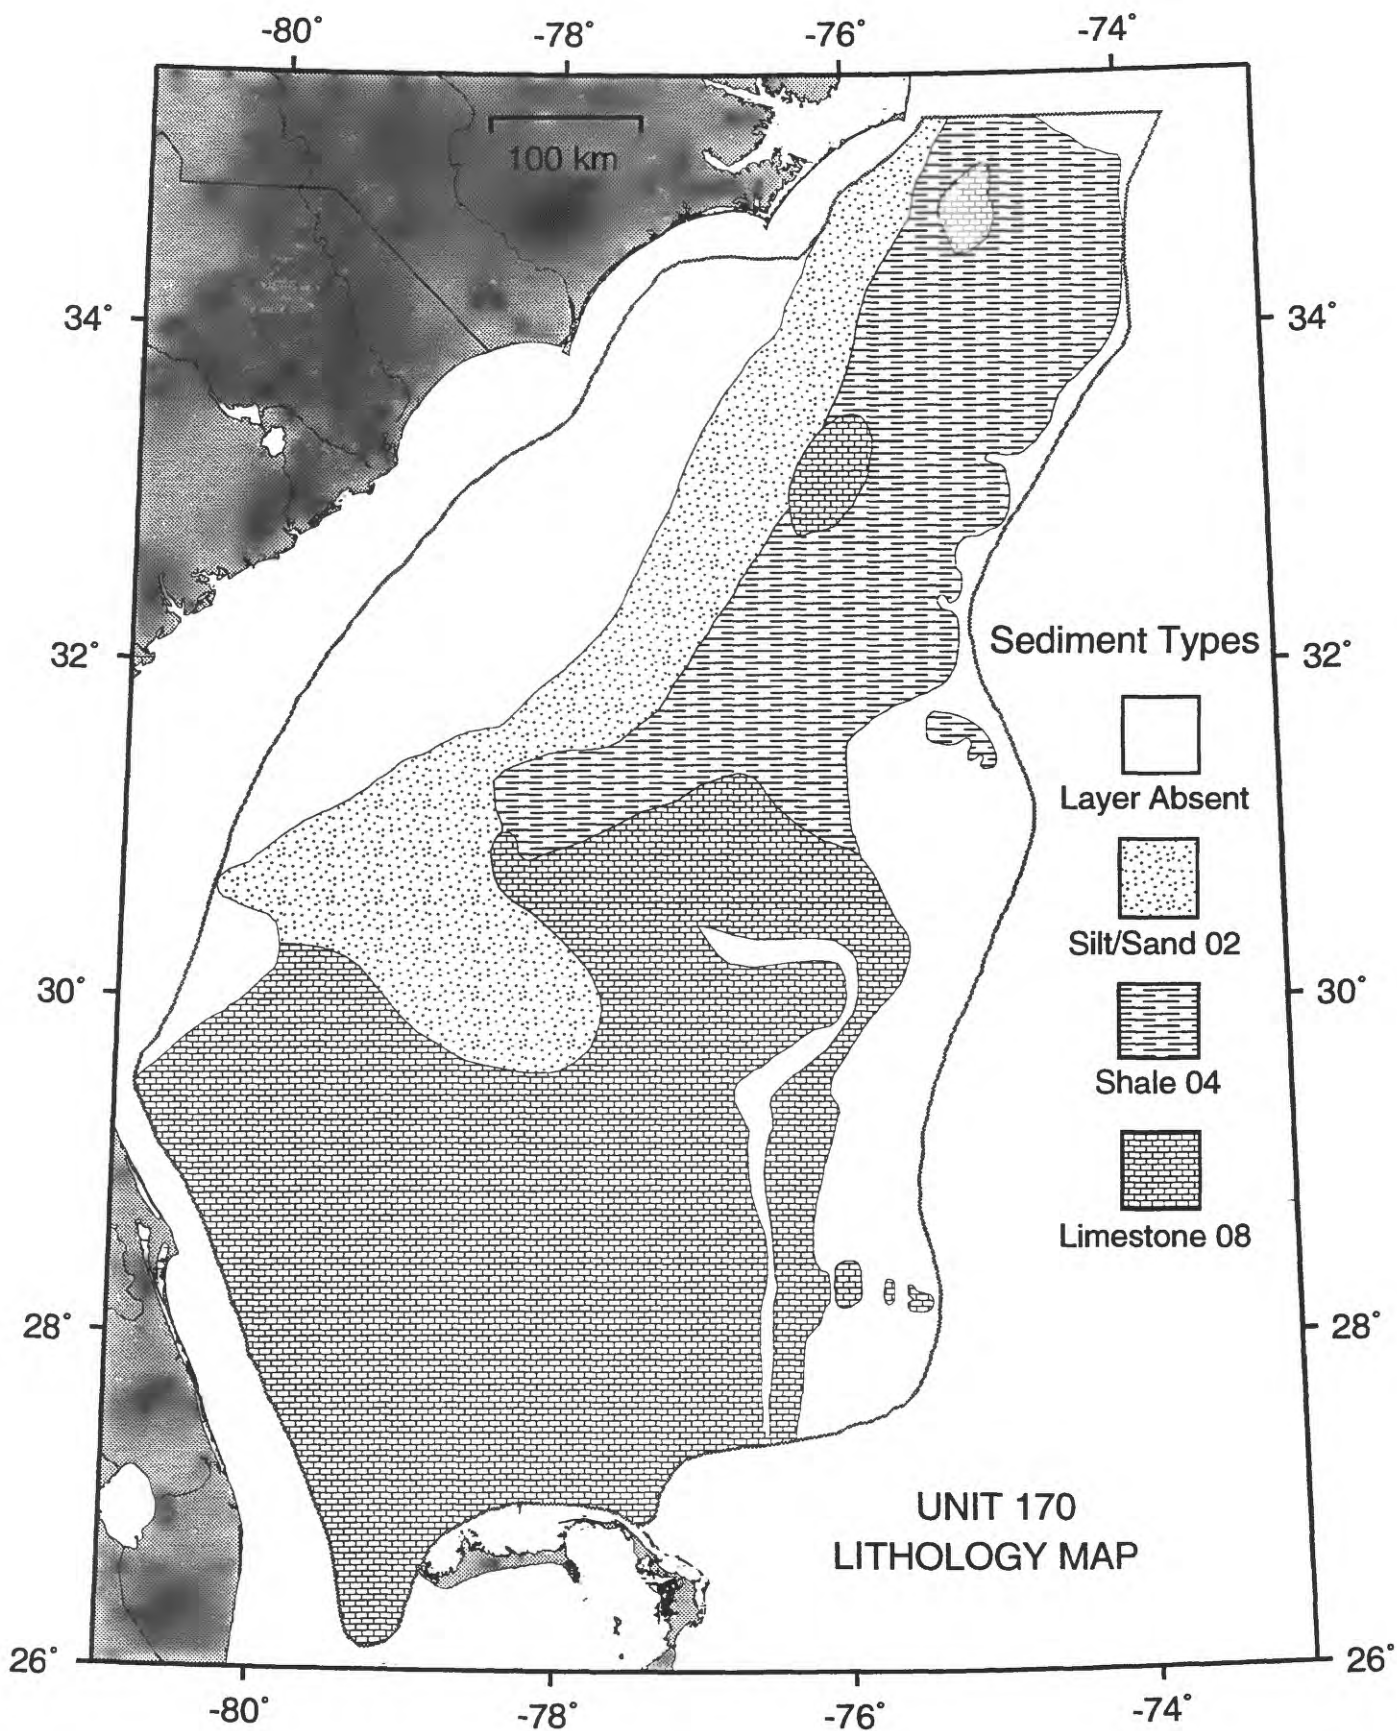 -80° -78° -76° -74°
100 km
34° 34°
32° Sediment Types 32°
Layer Absent
Silt/Sand 02
30° 30°
Shale 04
Limestone 08
28° 28°
UNIT 170
LITHOLOGY MAP
26° 26°
-80° -78° -76° -74°